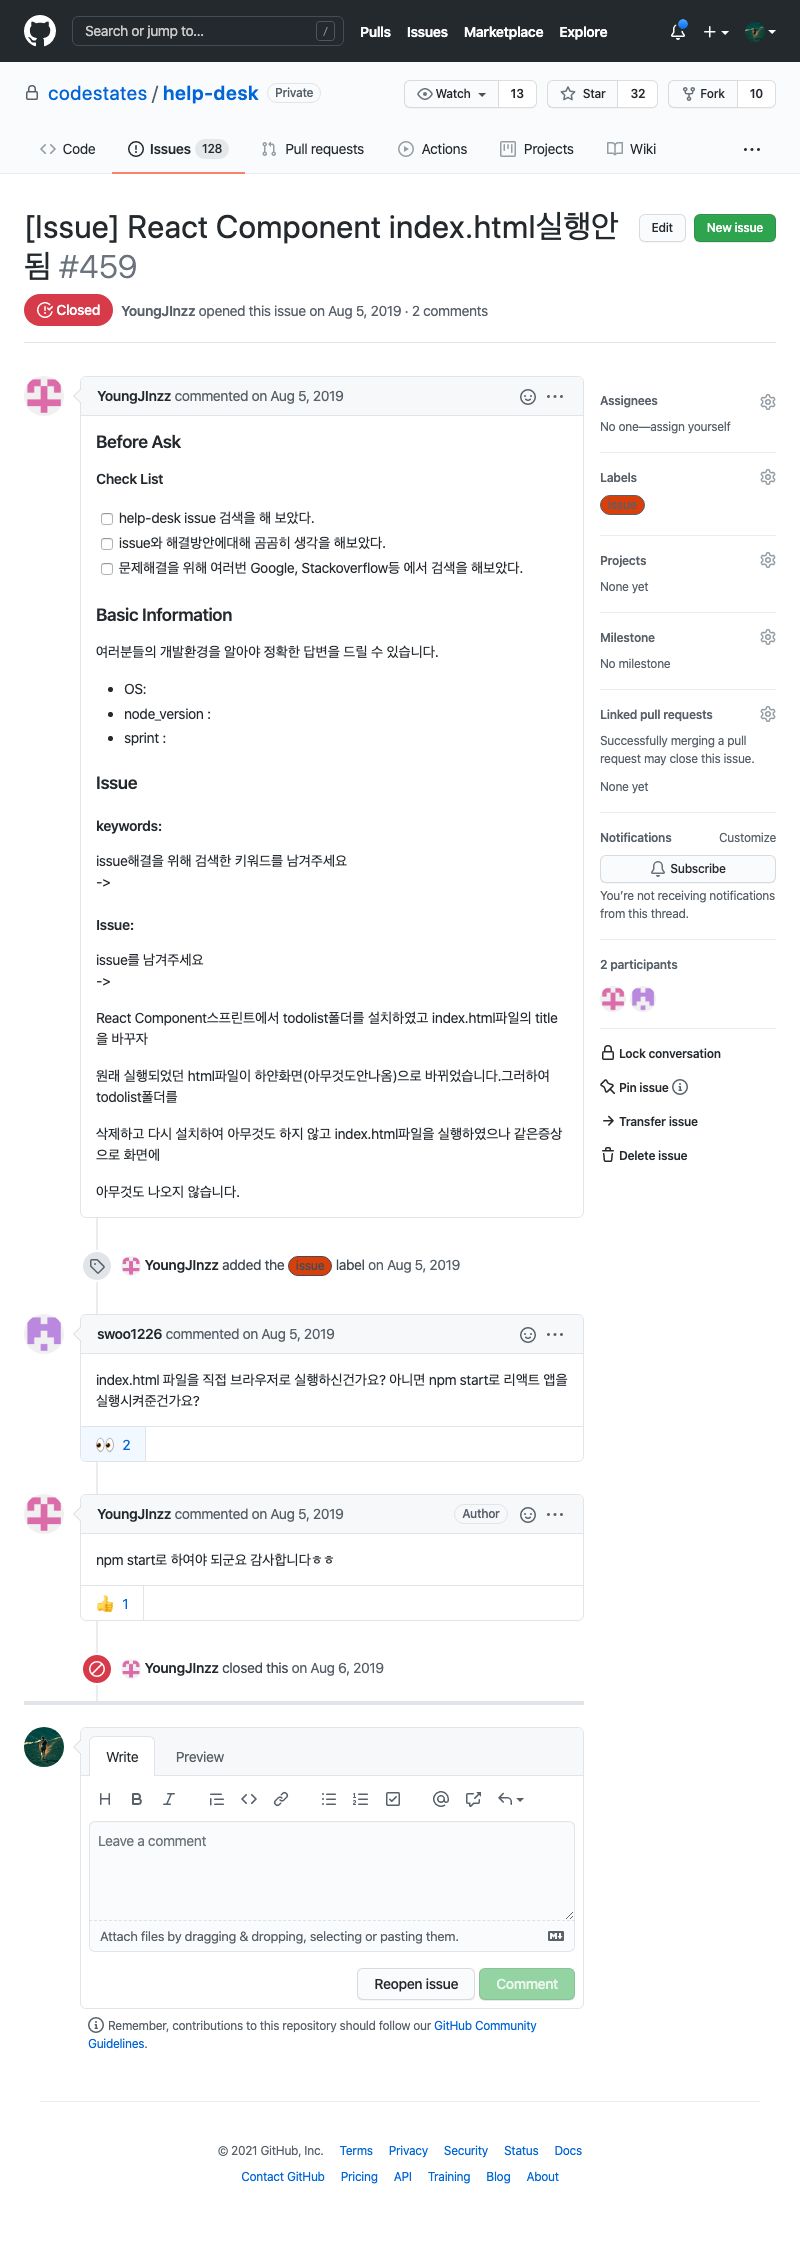 Search or jump to... /
Pulls Issues Marketplace Explore
codestates / help-desk Private
Watch 13 Star 32 Fork 10
Code Issues 128 Pull requests Actions Projects Wiki
[Issue] React Component index.html실행안
됨 #459
Edit New issue
Closed YoungJInzz opened this issue on Aug 5, 2019 · 2 comments
YoungJInzz commented on Aug 5, 2019
Before Ask
Check List
help-desk issue 검색을 해 보았다.
issue와 해결방안에대해 곰곰히 생각을 해보았다.
문제해결을 위해 여러번 Google, Stackoverflow등 에서 검색을 해보았다.
Basic Information
여러분들의 개발환경을 알아야 정확한 답변을 드릴 수 있습니다.
OS:
node_version :
sprint :
Issue
keywords:
issue해결을 위해 검색한 키워드를 남겨주세요
->
Issue:
issue를 남겨주세요
->
React Component스프린트에서 todolist폴더를 설치하였고 index.html파일의 title
을 바꾸자
원래 실행되었던 html파일이 하얀화면(아무것도안나옴)으로 바뀌었습니다.그러하여
todolist폴더를
삭제하고 다시 설치하여 아무것도 하지 않고 index.html파일을 실행하였으나 같은증상
으로 화면에
아무것도 나오지 않습니다.
Assignees
No one—assign yourself
Labels
issue
Projects
None yet
Milestone
No milestone
Linked pull requests
Successfully merging a pull
request may close this issue.
None yet
Notifications Customize
Subscribe
You're not receiving notifications
from this thread.
2 participants
Lock conversation
Pin issue
Transfer issue
Delete issue
YoungJInzz added the issue label on Aug 5, 2019
swoo1226 commented on Aug 5, 2019
index.html 파일을 직접 브라우저로 실행하신건가요? 아니면 npm start로 리액트 앱을
실행시켜준건가요?
2
YoungJInzz commented on Aug 5, 2019 Author
npm start로 하여야 되군요 감사합니다ㅎㅎ
1
YoungJInzz closed this on Aug 6, 2019
Write Preview
Leave a comment
Attach files by dragging & dropping, selecting or pasting them.
Reopen issue Comment
Remember, contributions to this repository should follow our GitHub Community
Guidelines.
© 2021 GitHub, Inc. Terms Privacy Security Status Docs
Contact GitHub Pricing API Training Blog About